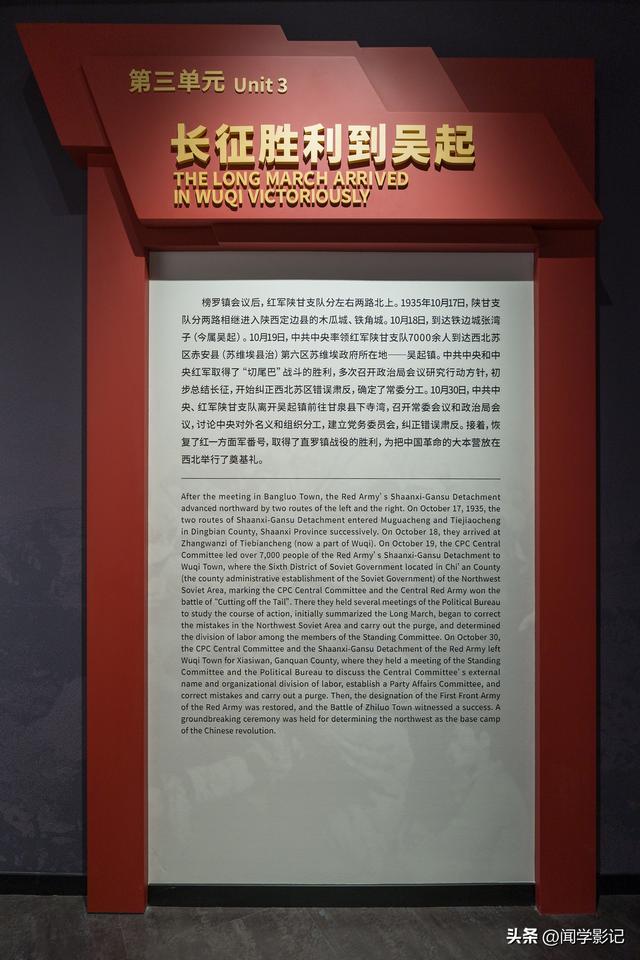 第三单元 Unit 3
长征胜利到吴起
THE LONG MARCH ARRIVED
IN WUQI VICTORIOUSLY
榜罗镇会议后，红军陕甘支队分左右两路北上。1935年10月17日，陕甘支
队分两路相继进入陕西定边县的木瓜城、铁角城。10月18日，到达铁边城张湾
子（今属吴起）。10月19日，中共中央率领红军陕甘支队7000余人到达西北苏
区赤安县（苏维埃县治）第六区苏维埃政府所在地——吴起镇。中共中央和中
央红军取得了“切尾巴”战斗的胜利，多次召开政治局会议研究行动方针，初
步总结长征，开始纠正西北苏区错误肃反，确定了常委分工。10月30日，中共中
央、红军陕甘支队离开吴起镇前往甘泉县下寺湾，召开常委会议和政治局会
议，讨论中央对外名义和组织分工，建立党务委员会，纠正错误肃反。接着，恢
复了红一方面军番号，取得了直罗镇战役的胜利，为把中国革命的大本营放在
西北举行了奠基礼。
After the meeting in Bangluo Town, the Red Army's Shaanxi-Gansu Detachment
advanced northward by two routes of the left and the right. On October 17, 1935, the
two routes of Shaanxi-Gansu Detachment entered Muguacheng and Tiejiaocheng
in Dingbian County, Shaanxi Province successively. On October 18, they arrived at
Zhangwanzi of Tiebiancheng (now a part of Wuqi). On October 19, the CPC Central
Committee led over 7,000 people of the Red Army's Shaanxi-Gansu Detachment to
Wuqi Town, where the Sixth District of Soviet Government located in Chi'an County
(the county administrative establishment of the Soviet Government) of the Northwest
Soviet Area, marking the CPC Central Committee and the Central Red Army won the
battle of "Cutting off the Tail". There they held several meetings of the Political Bureau
to study the course of action, initially summarized the Long March, began to correct
the mistakes in the Northwest Soviet Area and carry out the purge, and determined
the division of labor among the members of the Standing Committee. On October 30,
the CPC Central Committee and the Shaanxi-Gansu Detachment of the Red Army left
Wuqi Town for Xiasiwan, Ganquan County, where they held a meeting of the Standing
Committee and the Political Bureau to discuss the Central Committee's external
name and organizational division of labor, establish a Party Affairs Committee, and
correct mistakes and carry out a purge. Then, the designation of the First Front Army
of the Red Army was restored, and the Battle of Zhiluo Town witnessed a success. A
groundbreaking ceremony was held for determining the northwest as the base camp
of the Chinese revolution.
头条 @闻学影记